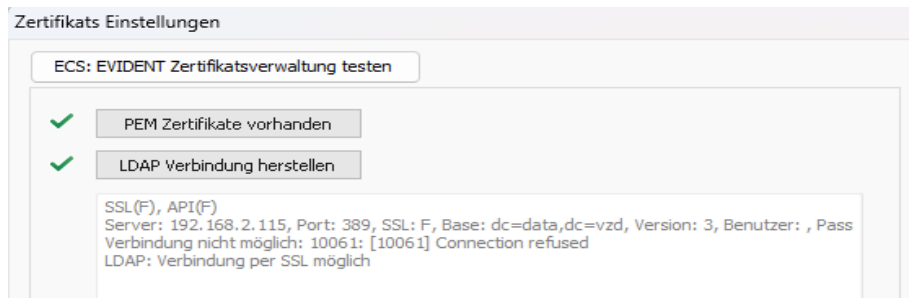 Zertifikats Einstellungen
ECS: EVIDENT Zertifikatsverwaltung testen
PEM Zertifikate vorhanden
LDAP Verbindung herstellen
SSL(F), API(F)
Server: 192.168.2.115, Port: 389, SSL: F, Base: dc=data,dc=vzd, Version: 3, Benutzer: , Pass
Verbindung nicht möglich: 10061: [10061] Connection refused
LDAP: Verbindung per SSL möglich